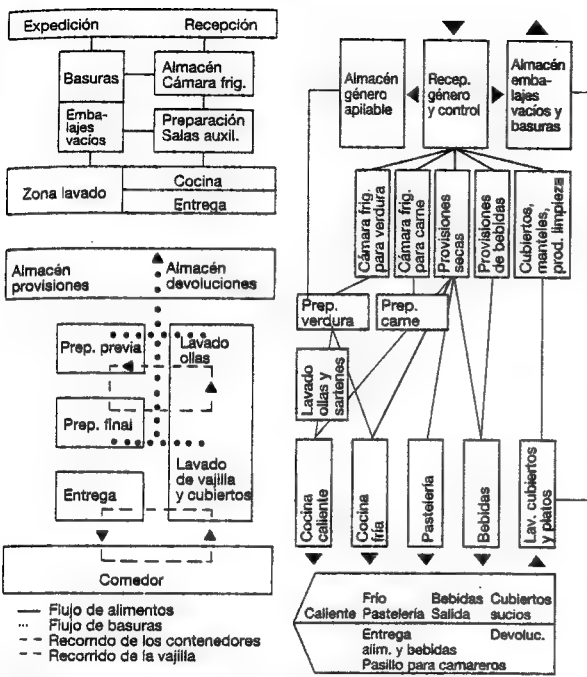 Expedición Recepción
Basuras
Almacén
Cámara frig.
Emba-
lajes
vacíos
Preparación
Salas auxil.
Zona lavado
Cocina
Entrega
Almacén
provisiones
Almacén
devoluciones
Prep. previa
Lavado
ollas
Prep. final
Entrega
Lavado
de vajilla
y cubiertos
Comedor
Flujo de alimentos
Flujo de basuras
Recorrido de los contenedores
Recorrido de la vajilla
Almacén
género
apilable
Recep.
género
y control
Almacén
emba-
lajes
vacíos y
basuras
Cámara frig.
para verdura
Cámara frig.
para carne
Provisiones
secas
Provisiones
de bebidas
Cubiertos,
manteles,
prod. limpieza
Prep.
verdura
Prep.
carne
Lavado
ollas y
sartenes
Cocina
caliente
Cocina
fría
Pastelería
Bebidas
Lav. cubiertos
y platos
Frío Bebidas Cubiertos
Caliente Pastelería Salida sucios
Entrega Devoluc.
alim. y bebidas
Pasillo para camareros